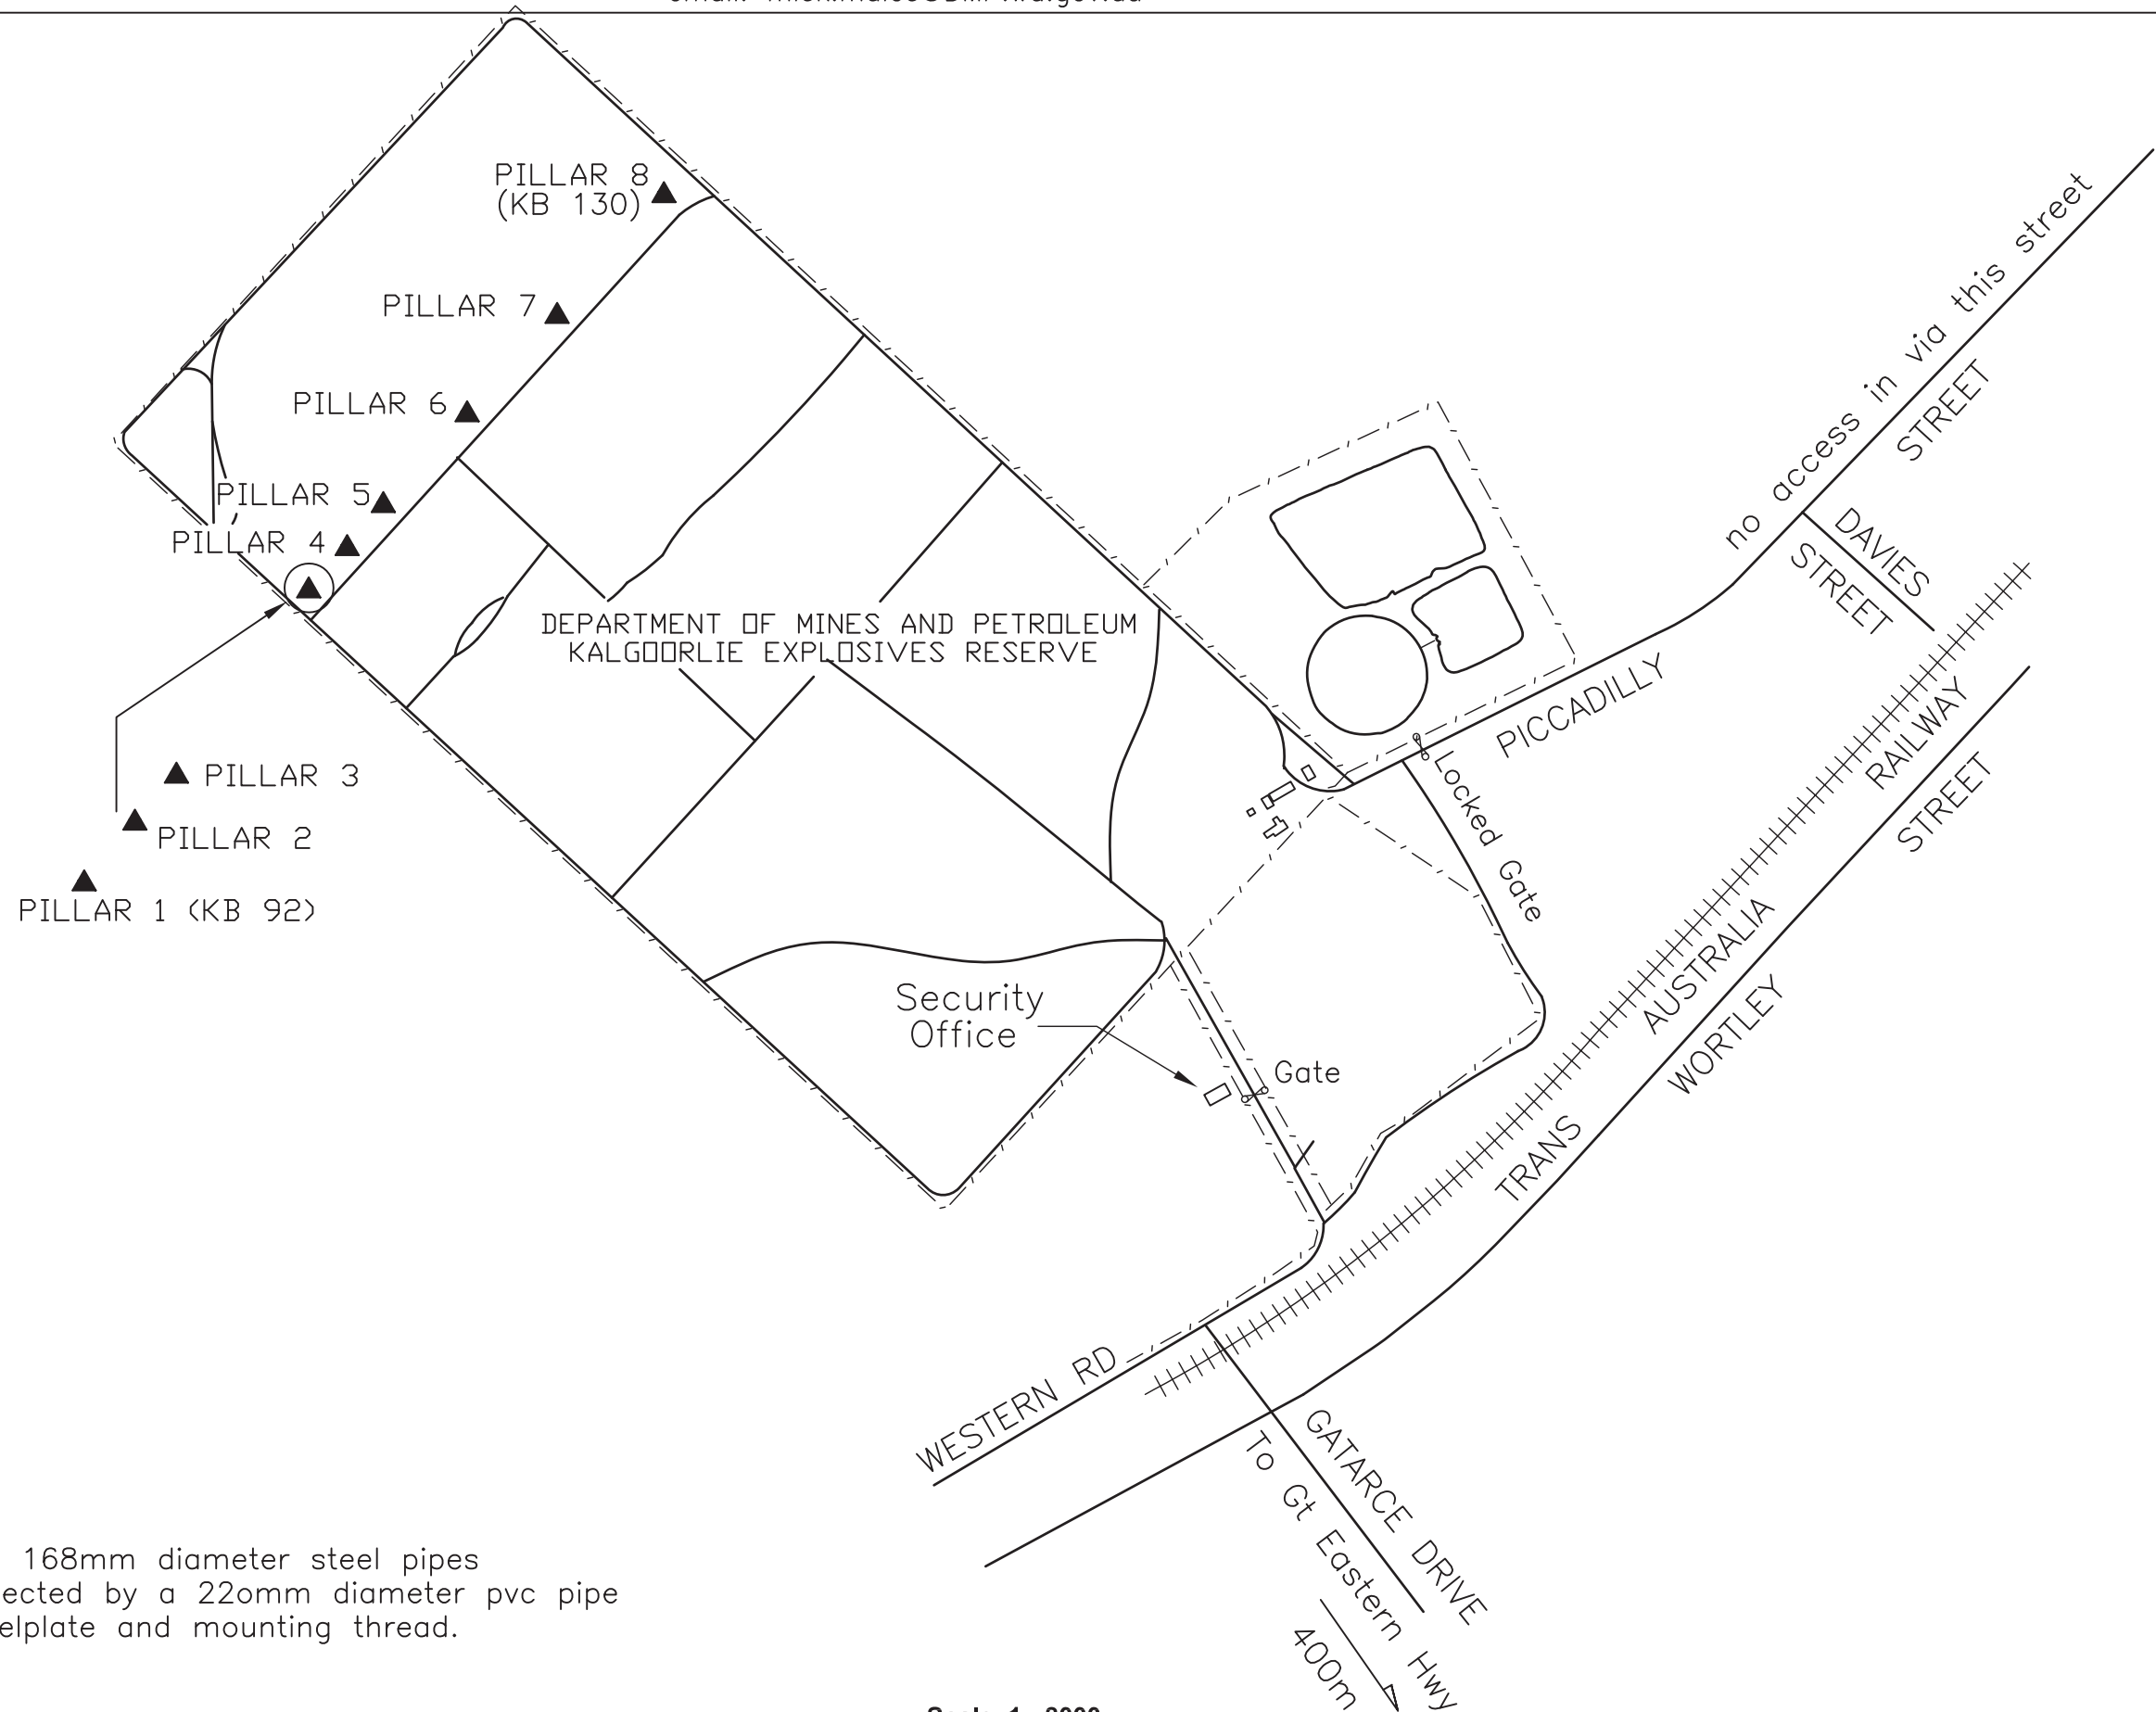 PILLAR 8
(KB 130)
PILLAR 7
PILLAR 6
PILLAR 5
PILLAR 4
DEPARTMENT OF MINES AND PETROLEUM
KALGOORLIE EXPLOSIVES RESERVE
PILLAR 3
PILLAR 2
PILLAR 1 (KB 92)
no access in via this street
PICCADILLY STREET
DAVIES
STREET
Locked Gate
TRANS AUSTRALIA RAILWAY
WORTLEY STREET
Security
Office
Gate
WESTERN RD
GATARCE DRIVE
To Gt Eastern Hwy
400m
168mm diameter steel pipes
ected by a 22omm diameter pvc pipe
elplate and mounting thread.